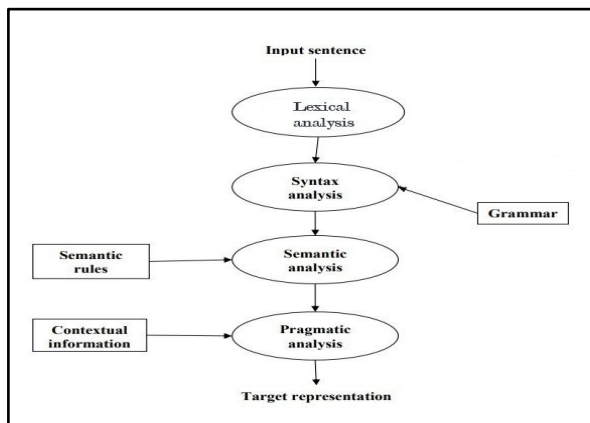 Input sentence
Lexical
analysis
Syntax
analysis
Grammar
Semantic
rules
Semantic
analysis
Contextual
information
Pragmatic
analysis
Target representation